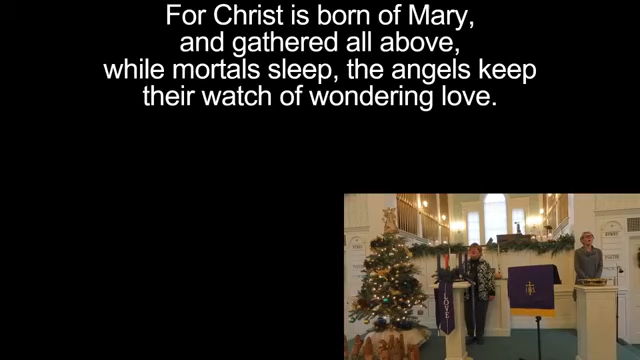 For Christ is born of Mary,
and gathered all above,
while mortals sleep, the angels keep
their watch of wondering love.
LOVE